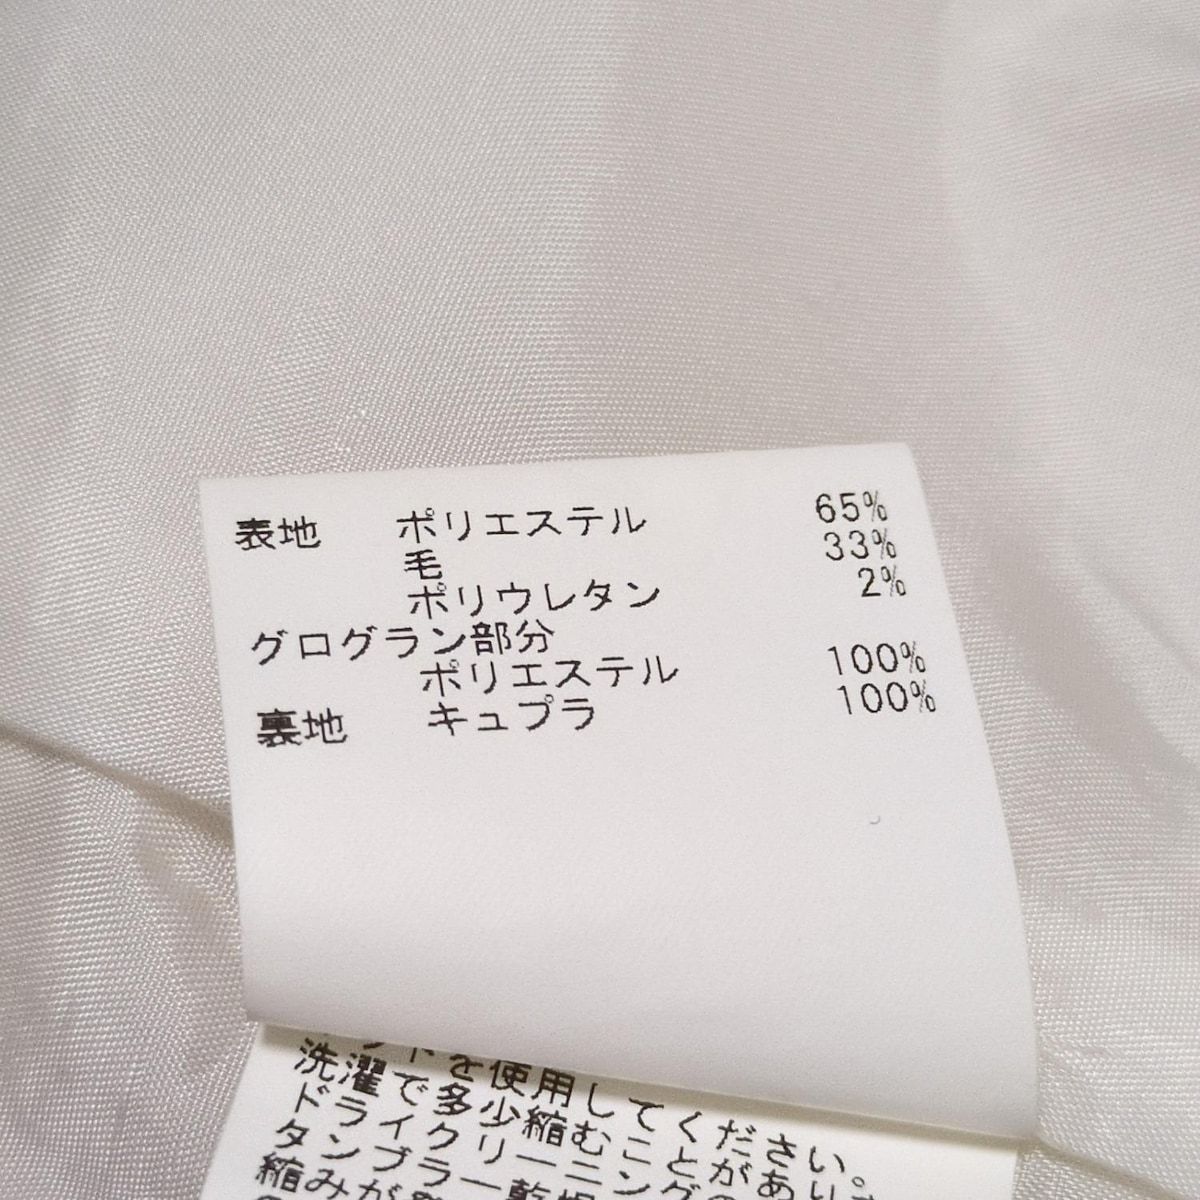 表地 ポリエステル 65%
毛 33%
ポリウレタン 2%
グログラン部分
ポリエステル 100%
裏地 キュプラ 100%
を使用してください。
洗濯で多少縮むことがあり
ドライクリーニング
タンブラー乾燥
縮みが